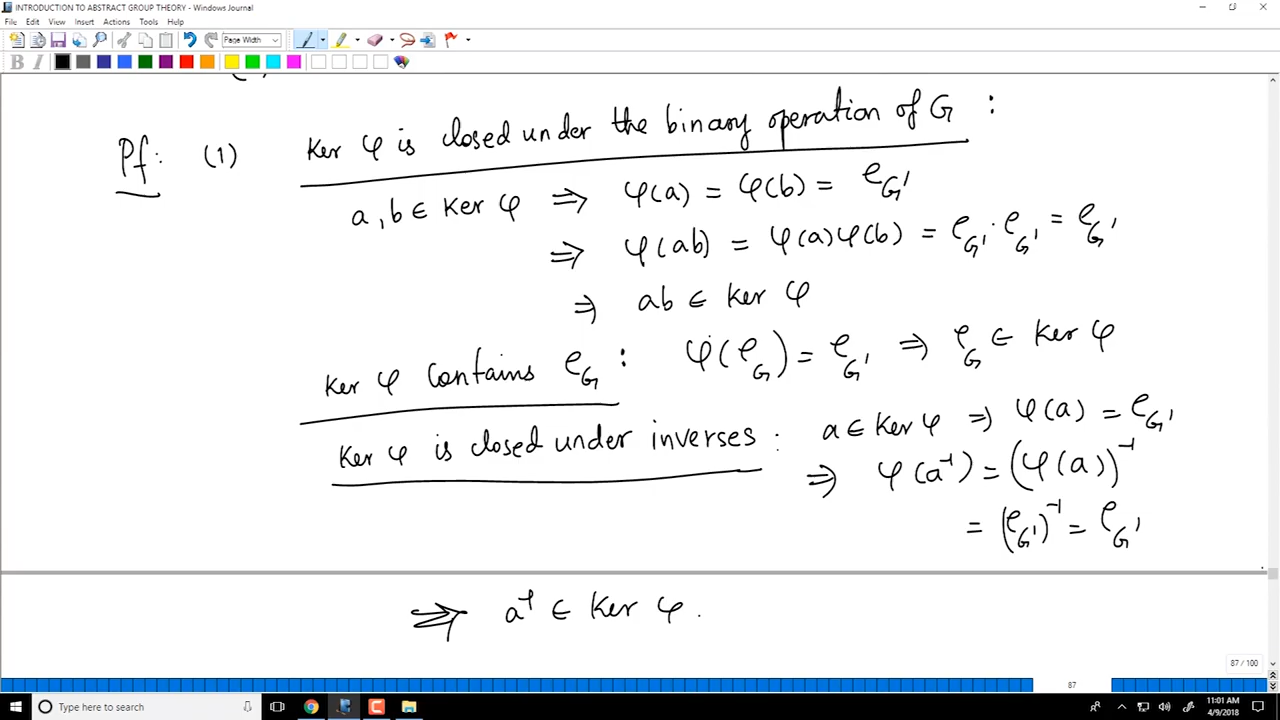 INTRODUCTION TO ABSTRACT GROUP THEORY - Windows Journal
File Edit View Insert Actions Tools Help
Page Width
B I
Pf: (1) Ker φ is closed under the binary operation of G :
a, b ∈ Ker φ ⇒ φ(a) = φ(b) = e_G'
⇒ φ(ab) = φ(a)φ(b) = e_G' · e_G' = e_G'
⇒ ab ∈ Ker φ
Ker φ contains e_G : φ(e_G) = e_G' ⇒ e_G ∈ Ker φ
Ker φ is closed under inverses : a ∈ Ker φ ⇒ φ(a) = e_G'
⇒ φ(a⁻¹) = (φ(a))⁻¹
= (e_G')⁻¹ = e_G'
⇒ a⁻¹ ∈ Ker φ .
87 / 100
87
Type here to search
11:01 AM
4/9/2018